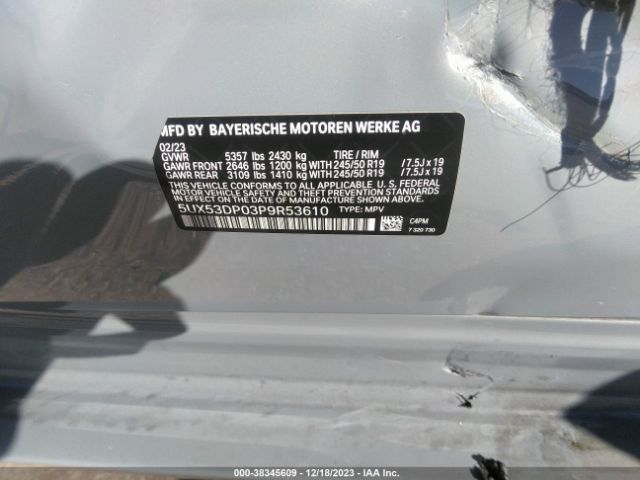 MFD BY BAYERISCHE MOTOREN WERKE AG
02/23
GVWR 5357 lbs 2430 kg TIRE / RIM
GAWR FRONT 2646 lbs 1200 kg WITH 245/50 R19 /7.5J x 19
GAWR REAR 3109 lbs 1410 kg WITH 245/50 R19 /7.5J x 19
THIS VEHICLE CONFORMS TO ALL APPLICABLE U. S. FEDERAL
MOTOR VEHICLE SAFETY STANDARDS
IN EFFECT ON THE DATE OF MANUFACTURE SHOWN ABOVE.
5UX53DP03P9R53610 TYPE: MPV
C4PM
7 320 730
000-38345609 - 12/18/2023 - IAA Inc.